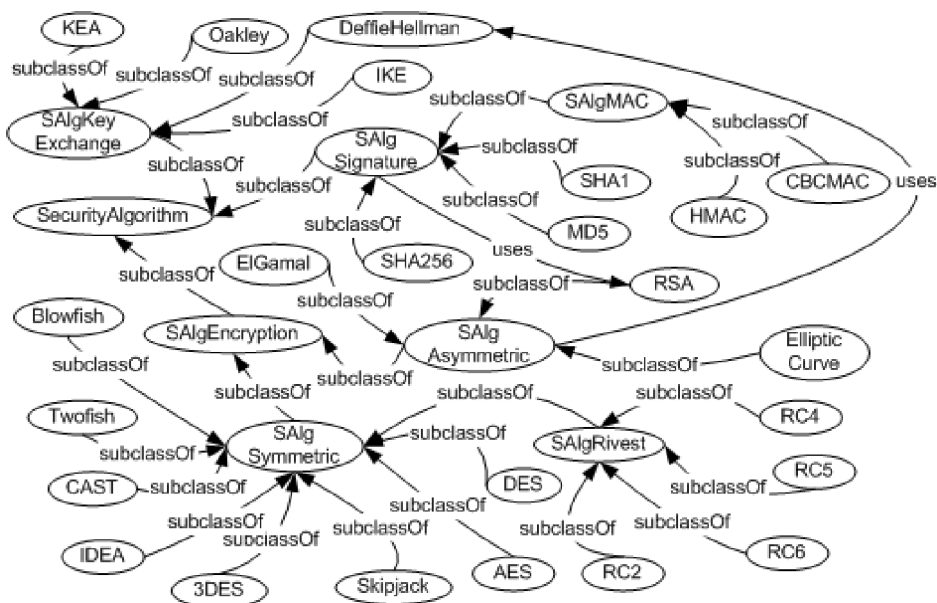 KEA
Oakley
DeffieHellman
subclassOf
subclassOf
subclassOf
IKE
subclassOf
SAlgMAC
SAlgKey
Exchange
subclassOf
SAlg
Signature
subclassOf
subclassOf
subclassOf
subclassOf
subclassOf
SHA1
CBCMAC
uses
SecurityAlgorithm
subclassOf
HMAC
MD5
subclassOf
ElGamal
SHA256
uses
subclassOf
subclassOf
RSA
Blowfish
SAlgEncryption
SAlg
Asymmetric
Elliptic
Curve
subclassOf
subclassOf
subclassOf
subclassOf
subclassOf
subclassOf
Twofish
SAlg
Symmetric
subclassOf
SAlgRivest
RC4
subclassOf
CAST
subclassOf
DES
subclassOf
RC5
subclassOf
subclassOf
subclassOf
subclassOf
subclassOf
subclassOf
IDEA
3DES
Skipjack
AES
RC2
RC6